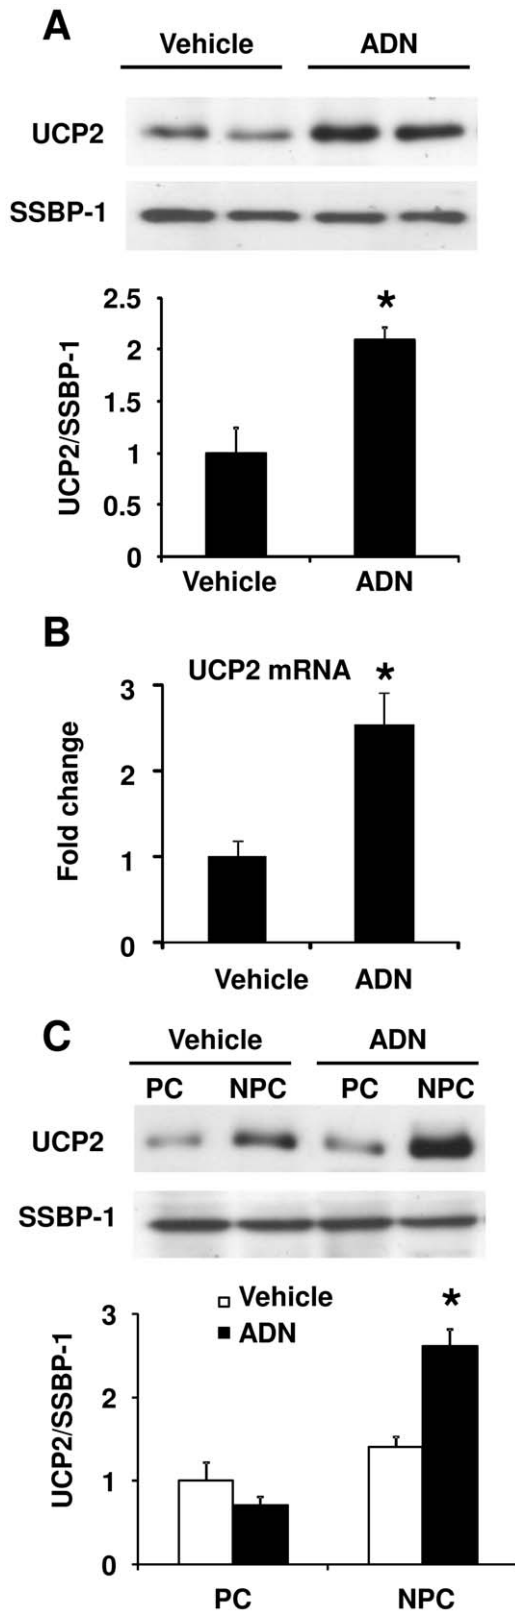 A
Vehicle ADN
UCP2
SSBP-1
2.5
2
1.5
1
0.5
0
UCP2/SSBP-1
*
Vehicle ADN
B
UCP2 mRNA *
3
2
1
0
Fold change
Vehicle ADN
C
Vehicle ADN
PC NPC PC NPC
UCP2
SSBP-1
Vehicle *
ADN
3
2
1
0
UCP2/SSBP-1
PC NPC